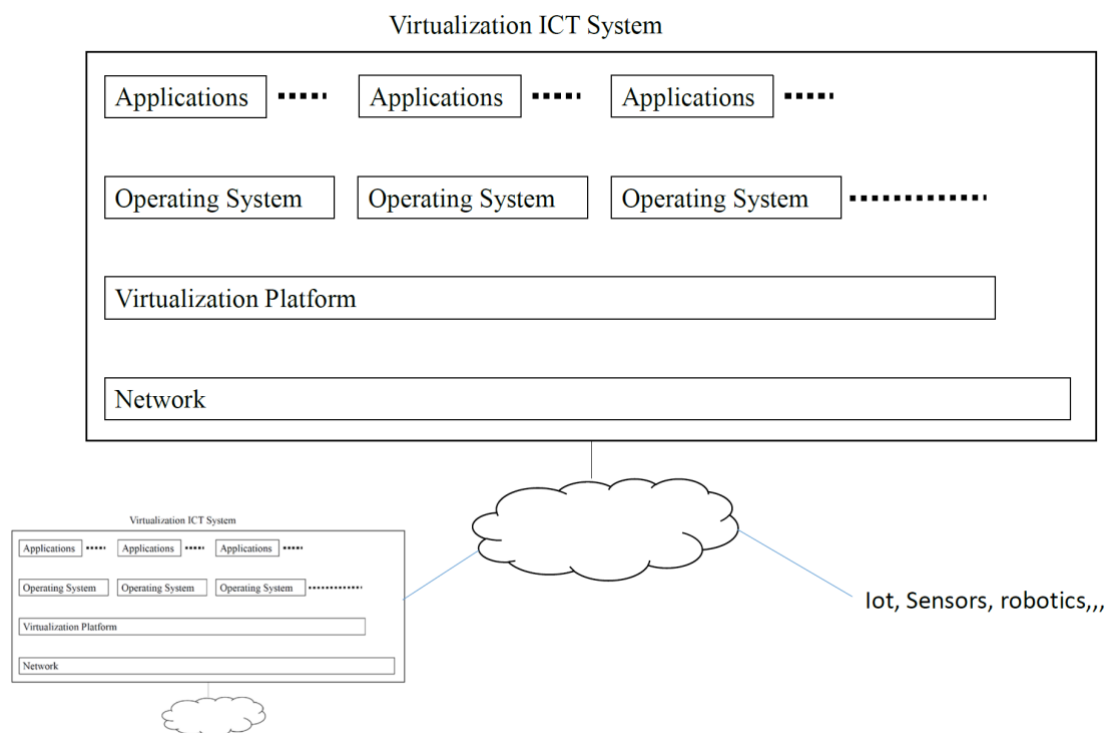 Virtualization ICT System
Applications Applications Applications
Operating System Operating System Operating System
Virtualization Platform
Network
Virtualization ICT System
Applications Applications Applications
Operating System Operating System Operating System
Virtualization Platform
Network
Iot, Sensors, robotics,,,